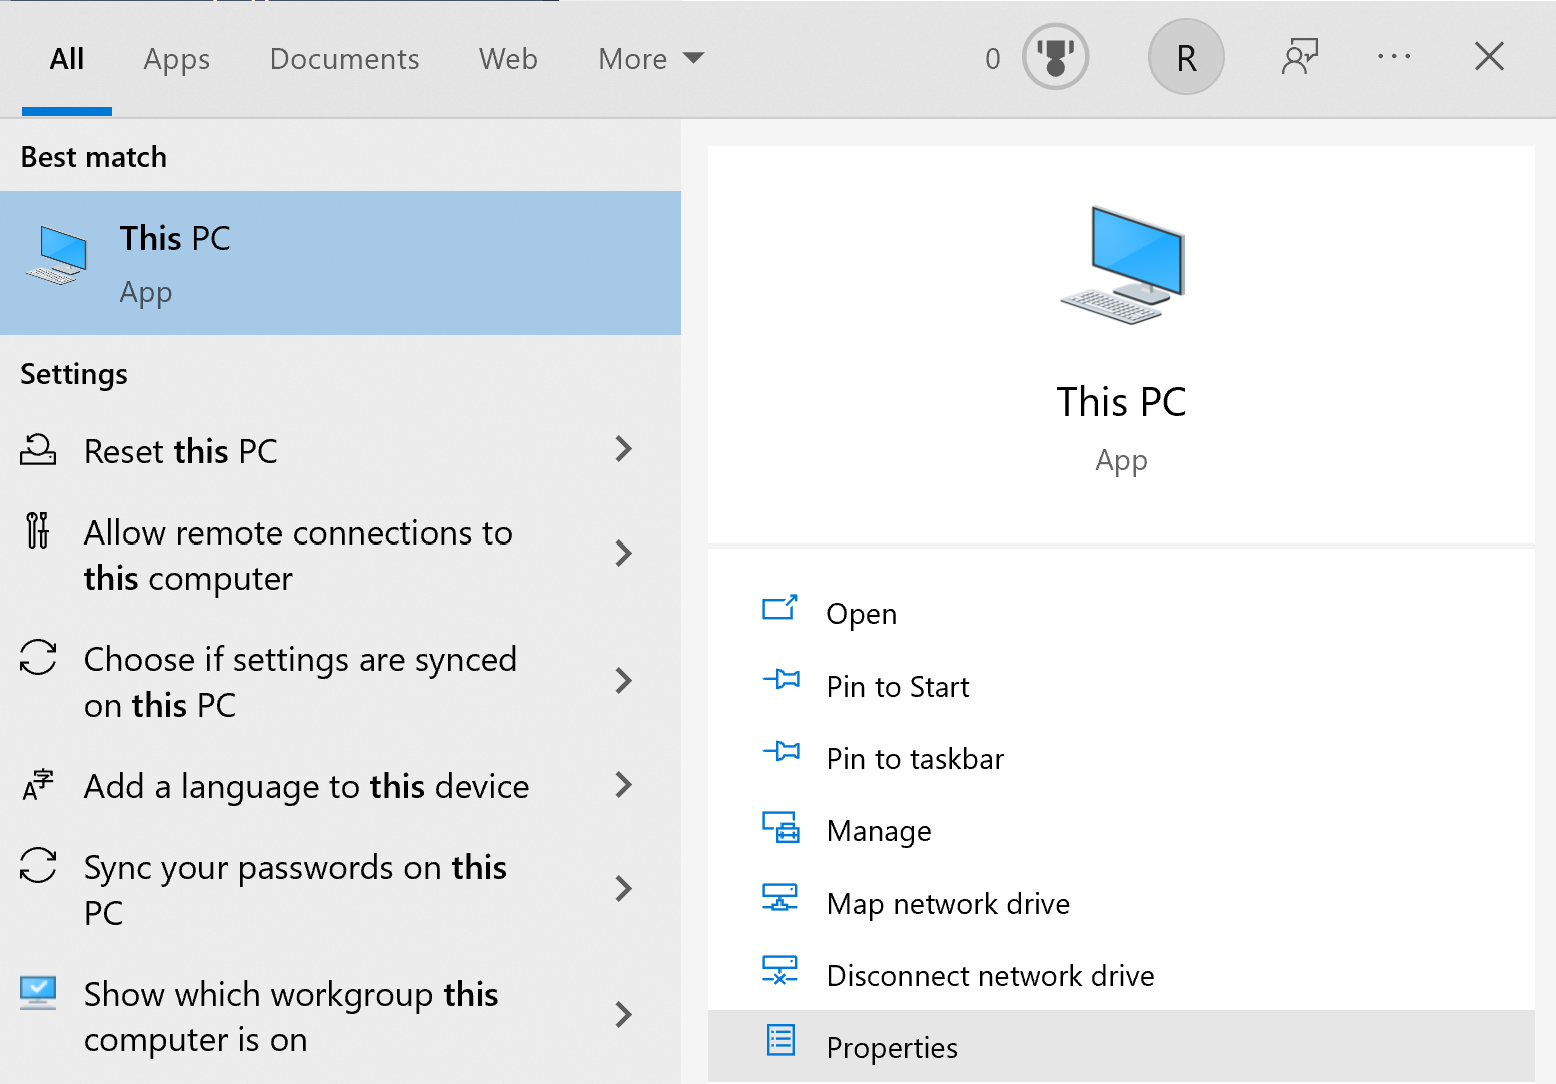 All Apps Documents Web More 0 R
Best match
This PC
App
Settings
Reset this PC
Allow remote connections to
this computer
Choose if settings are synced
on this PC
Add a language to this device
Sync your passwords on this
PC
Show which workgroup this
computer is on
This PC
App
Open
Pin to Start
Pin to taskbar
Manage
Map network drive
Disconnect network drive
Properties